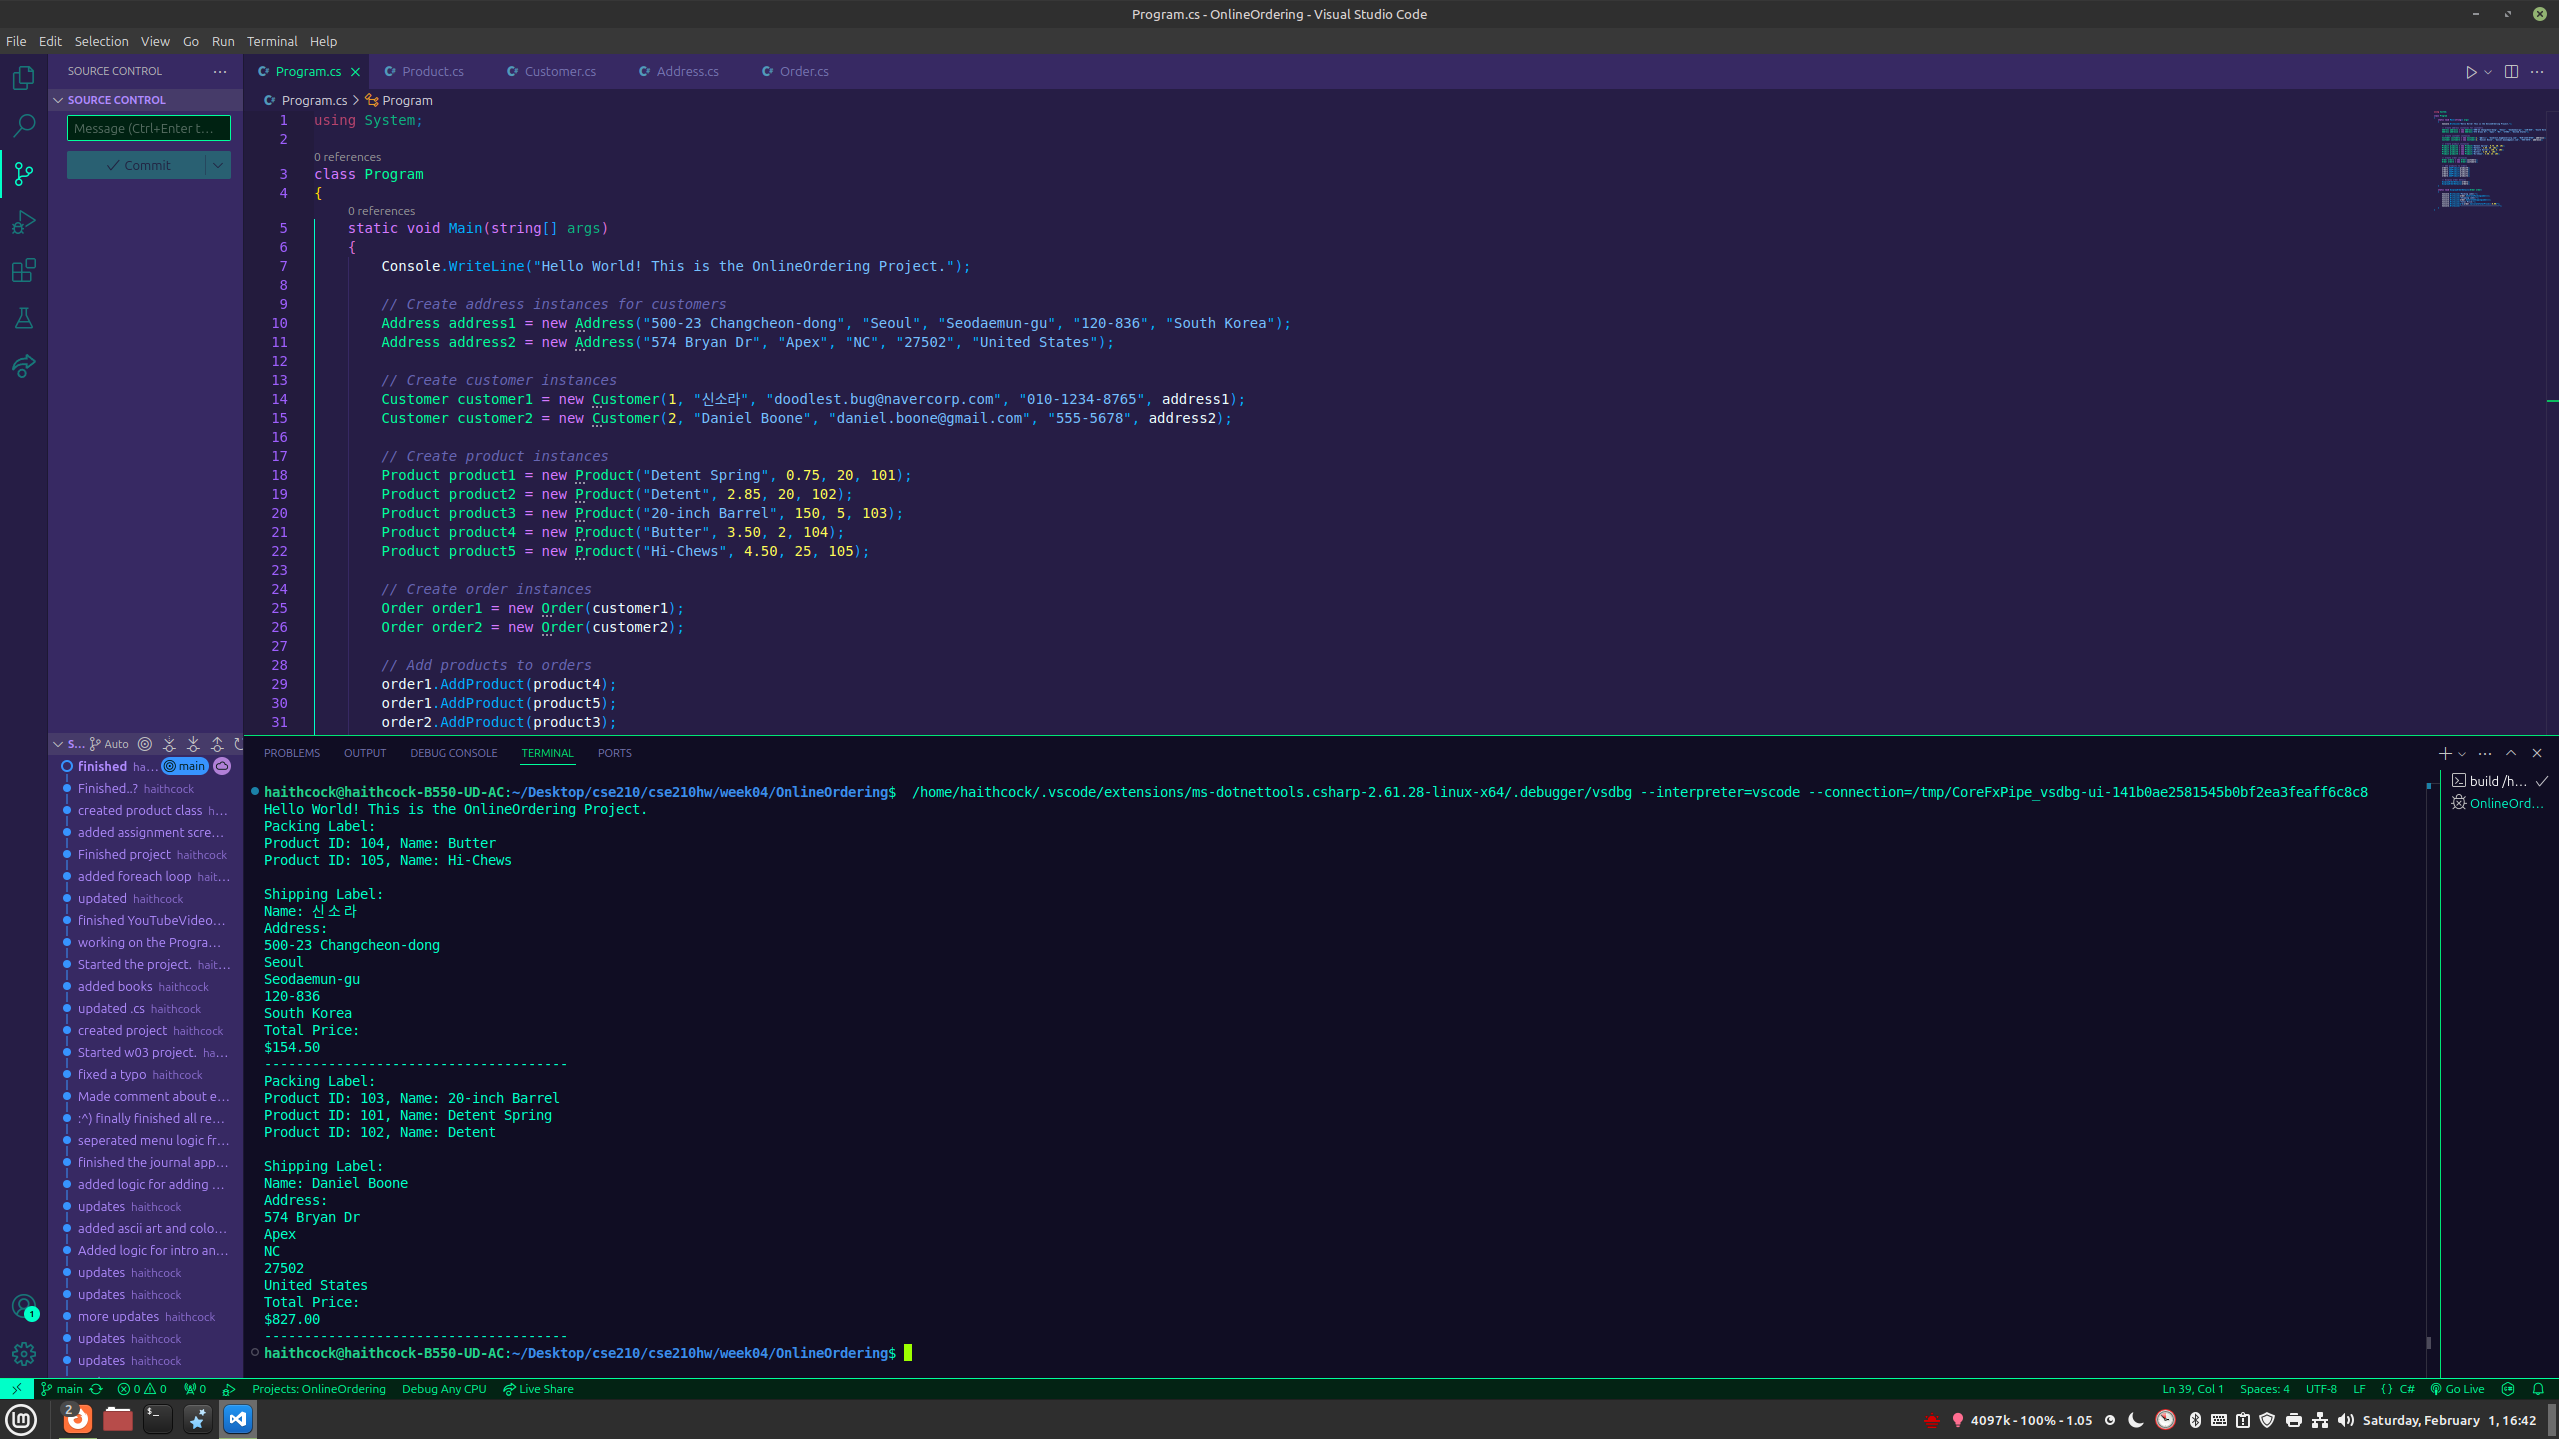 Program.cs - OnlineOrdering - Visual Studio Code
File Edit Selection View Go Run Terminal Help
SOURCE CONTROL
SOURCE CONTROL
Message (Ctrl+Enter t…
Commit
Program.cs Product.cs Customer.cs Address.cs Order.cs
Program.cs > Program
1 using System;
2
0 references
3 class Program
4 {
0 references
5 static void Main(string[] args)
6 {
7 Console.WriteLine("Hello World! This is the OnlineOrdering Project.");
8
9 // Create address instances for customers
10 Address address1 = new Address("500-23 Changcheon-dong", "Seoul", "Seodaemun-gu", "120-836", "South Korea");
11 Address address2 = new Address("574 Bryan Dr", "Apex", "NC", "27502", "United States");
12
13 // Create customer instances
14 Customer customer1 = new Customer(1, "신소라", "doodlest.bug@navercorp.com", "010-1234-8765", address1);
15 Customer customer2 = new Customer(2, "Daniel Boone", "daniel.boone@gmail.com", "555-5678", address2);
16
17 // Create product instances
18 Product product1 = new Product("Detent Spring", 0.75, 20, 101);
19 Product product2 = new Product("Detent", 2.85, 20, 102);
20 Product product3 = new Product("20-inch Barrel", 150, 5, 103);
21 Product product4 = new Product("Butter", 3.50, 2, 104);
22 Product product5 = new Product("Hi-Chews", 4.50, 25, 105);
23
24 // Create order instances
25 Order order1 = new Order(customer1);
26 Order order2 = new Order(customer2);
27
28 // Add products to orders
29 order1.AddProduct(product4);
30 order1.AddProduct(product5);
31 order2.AddProduct(product3);
S… Auto
finished ha… main
Finished..? haithcock
created product class h…
added assignment scre…
Finished project haithcock
added foreach loop hait…
updated haithcock
finished YouTubeVideo…
working on the Progra…
Started the project. hait…
added books haithcock
updated .cs haithcock
created project haithcock
Started w03 project. ha…
fixed a typo haithcock
Made comment about e…
:^) finally finished all re…
seperated menu logic fr…
finished the journal app…
added logic for adding …
updates haithcock
added ascii art and colo…
Added logic for intro an…
updates haithcock
updates haithcock
more updates haithcock
updates haithcock
updates haithcock
1
PROBLEMS OUTPUT DEBUG CONSOLE TERMINAL PORTS
build /h…
OnlineOrd…
haithcock@haithcock-B550-UD-AC:~/Desktop/cse210/cse210hw/week04/OnlineOrdering$ /home/haithcock/.vscode/extensions/ms-dotnettools.csharp-2.61.28-linux-x64/.debugger/vsdbg --interpreter=vscode --connection=/tmp/CoreFxPipe_vsdbg-ui-141b0ae2581545b0bf2ea3feaff6c8c8
Hello World! This is the OnlineOrdering Project.
Packing Label:
Product ID: 104, Name: Butter
Product ID: 105, Name: Hi-Chews
Shipping Label:
Name: 신소라
Address:
500-23 Changcheon-dong
Seoul
Seodaemun-gu
120-836
South Korea
Total Price:
$154.50
--------------------------------------
Packing Label:
Product ID: 103, Name: 20-inch Barrel
Product ID: 101, Name: Detent Spring
Product ID: 102, Name: Detent
Shipping Label:
Name: Daniel Boone
Address:
574 Bryan Dr
Apex
NC
27502
United States
Total Price:
$827.00
--------------------------------------
haithcock@haithcock-B550-UD-AC:~/Desktop/cse210/cse210hw/week04/OnlineOrdering$
main 0 0 0 Projects: OnlineOrdering Debug Any CPU Live Share Ln 39, Col 1 Spaces: 4 UTF-8 LF {} C# Go Live
2 4097k - 100% - 1.05 Saturday, February 1, 16:42